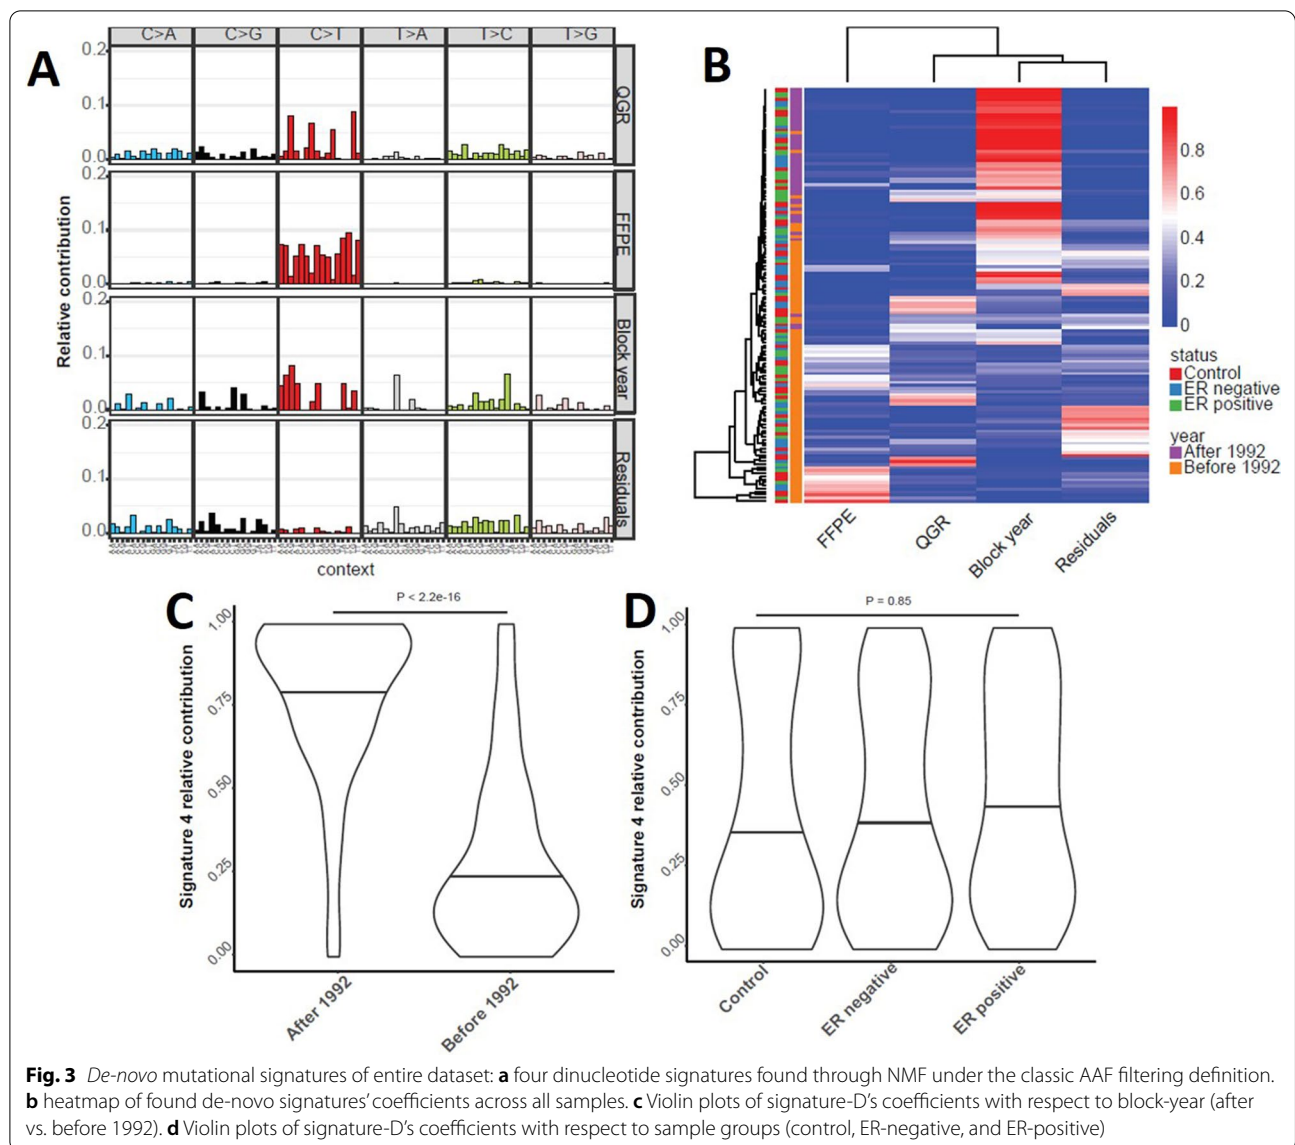 A
C>A C>G C>T T>A T>C T>G
Relative contribution
0.2
0.1
0.0
QGR
0.2
0.1
0.0
FFPE
0.2
0.1
0.0
Block year
0.2
0.1
0.0
Residuals
context
B
0.8
0.6
0.4
0.2
0
status
Control
ER negative
ER positive
year
After 1992
Before 1992
FFPE
QGR
Block year
Residuals
C
P < 2.2e-16
Signature 4 relative contribution
1.00
0.75
0.50
0.25
0.00
After 1992
Before 1992
D
P = 0.85
Signature 4 relative contribution
1.00
0.75
0.50
0.25
0.00
Control
ER negative
ER positive
Fig. 3 De-novo mutational signatures of entire dataset: a four dinucleotide signatures found through NMF under the classic AAF filtering definition.
b heatmap of found de-novo signatures' coefficients across all samples. c Violin plots of signature-D's coefficients with respect to block-year (after
vs. before 1992). d Violin plots of signature-D's coefficients with respect to sample groups (control, ER-negative, and ER-positive)